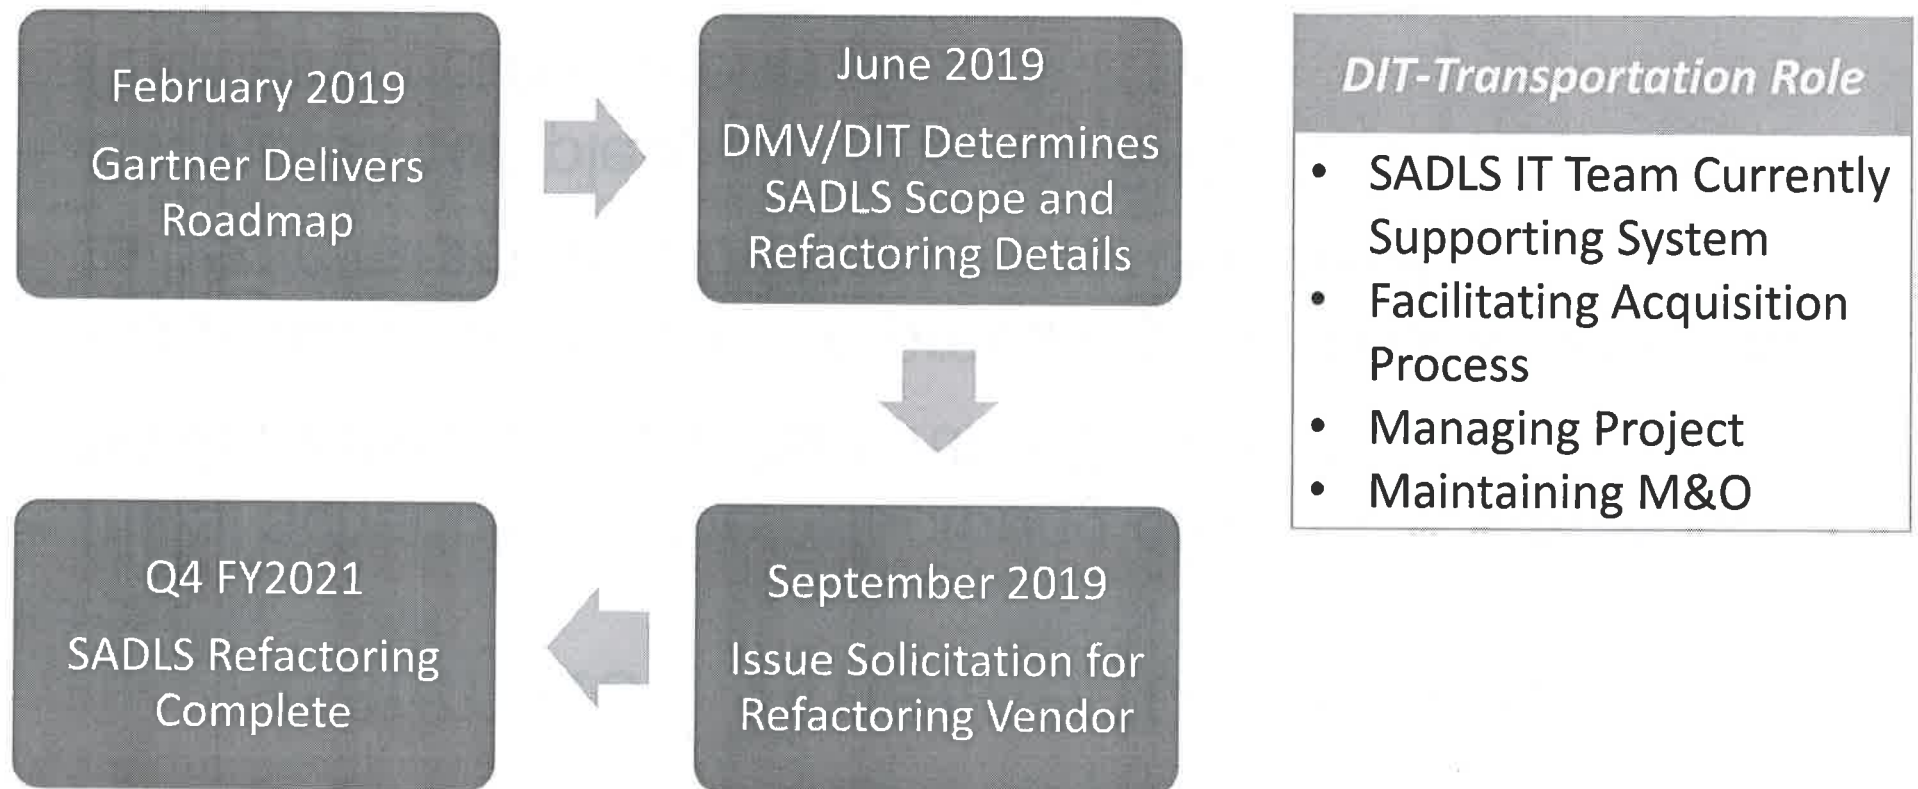 February 2019
Gartner Delivers
Roadmap
June 2019
DMV/DIT Determines
SADLS Scope and
Refactoring Details
September 2019
Issue Solicitation for
Refactoring Vendor
Q4 FY2021
SADLS Refactoring
Complete
DIT-Transportation Role
• SADLS IT Team Currently
Supporting System
• Facilitating Acquisition
Process
• Managing Project
• Maintaining M&O